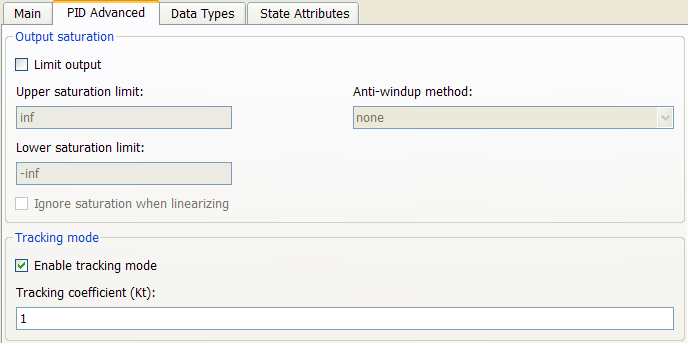 Main PID Advanced Data Types State Attributes
Output saturation
Limit output
Upper saturation limit: Anti-windup method:
inf none
Lower saturation limit:
-inf
Ignore saturation when linearizing
Tracking mode
Enable tracking mode
Tracking coefficient (Kt):
1